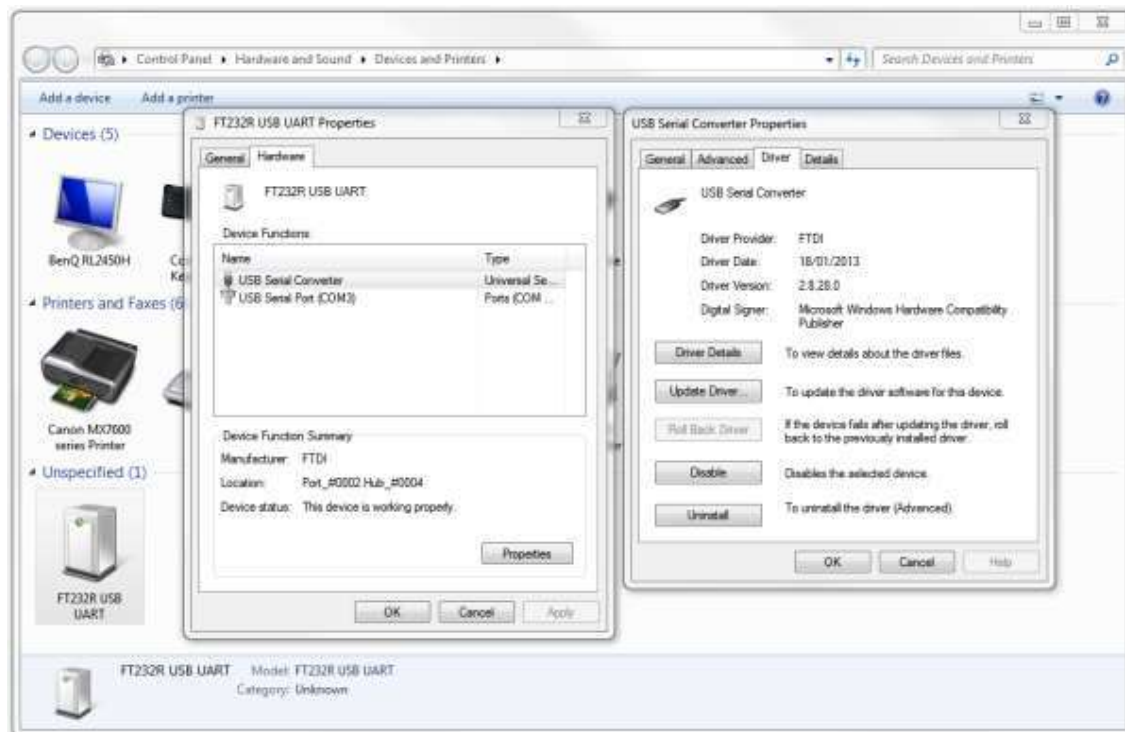 Control Panel ▸ Hardware and Sound ▸ Devices and Printers ▸
Search Devices and Printers
Add a device Add a printer
Devices (5)
BenQ RL2450H
Printers and Faxes (6
Canon MX7600
series Printer
Unspecified (1)
FT232R USB
UART
FT232R USB UART Properties
General Hardware
FT232R USB UART
Device Functions:
Name Type
USB Serial Converter Universal Se...
USB Serial Port (COM3) Ports (COM ...
Device Function Summary
Manufacturer: FTDI
Location: Port_#0002.Hub_#0004
Device status: This device is working properly.
Properties
OK Cancel Apply
USB Serial Converter Properties
General Advanced Driver Details
USB Serial Converter
Driver Provider: FTDI
Driver Date: 18/01/2013
Driver Version: 2.8.28.0
Digital Signer: Microsoft Windows Hardware Compatibility
Publisher
Driver Details To view details about the driver files.
Update Driver... To update the driver software for this device.
Roll Back Driver If the device fails after updating the driver, roll
back to the previously installed driver.
Disable Disables the selected device.
Uninstall To uninstall the driver (Advanced).
OK Cancel Help
FT232R USB UART Model: FT232R USB UART
Category: Unknown